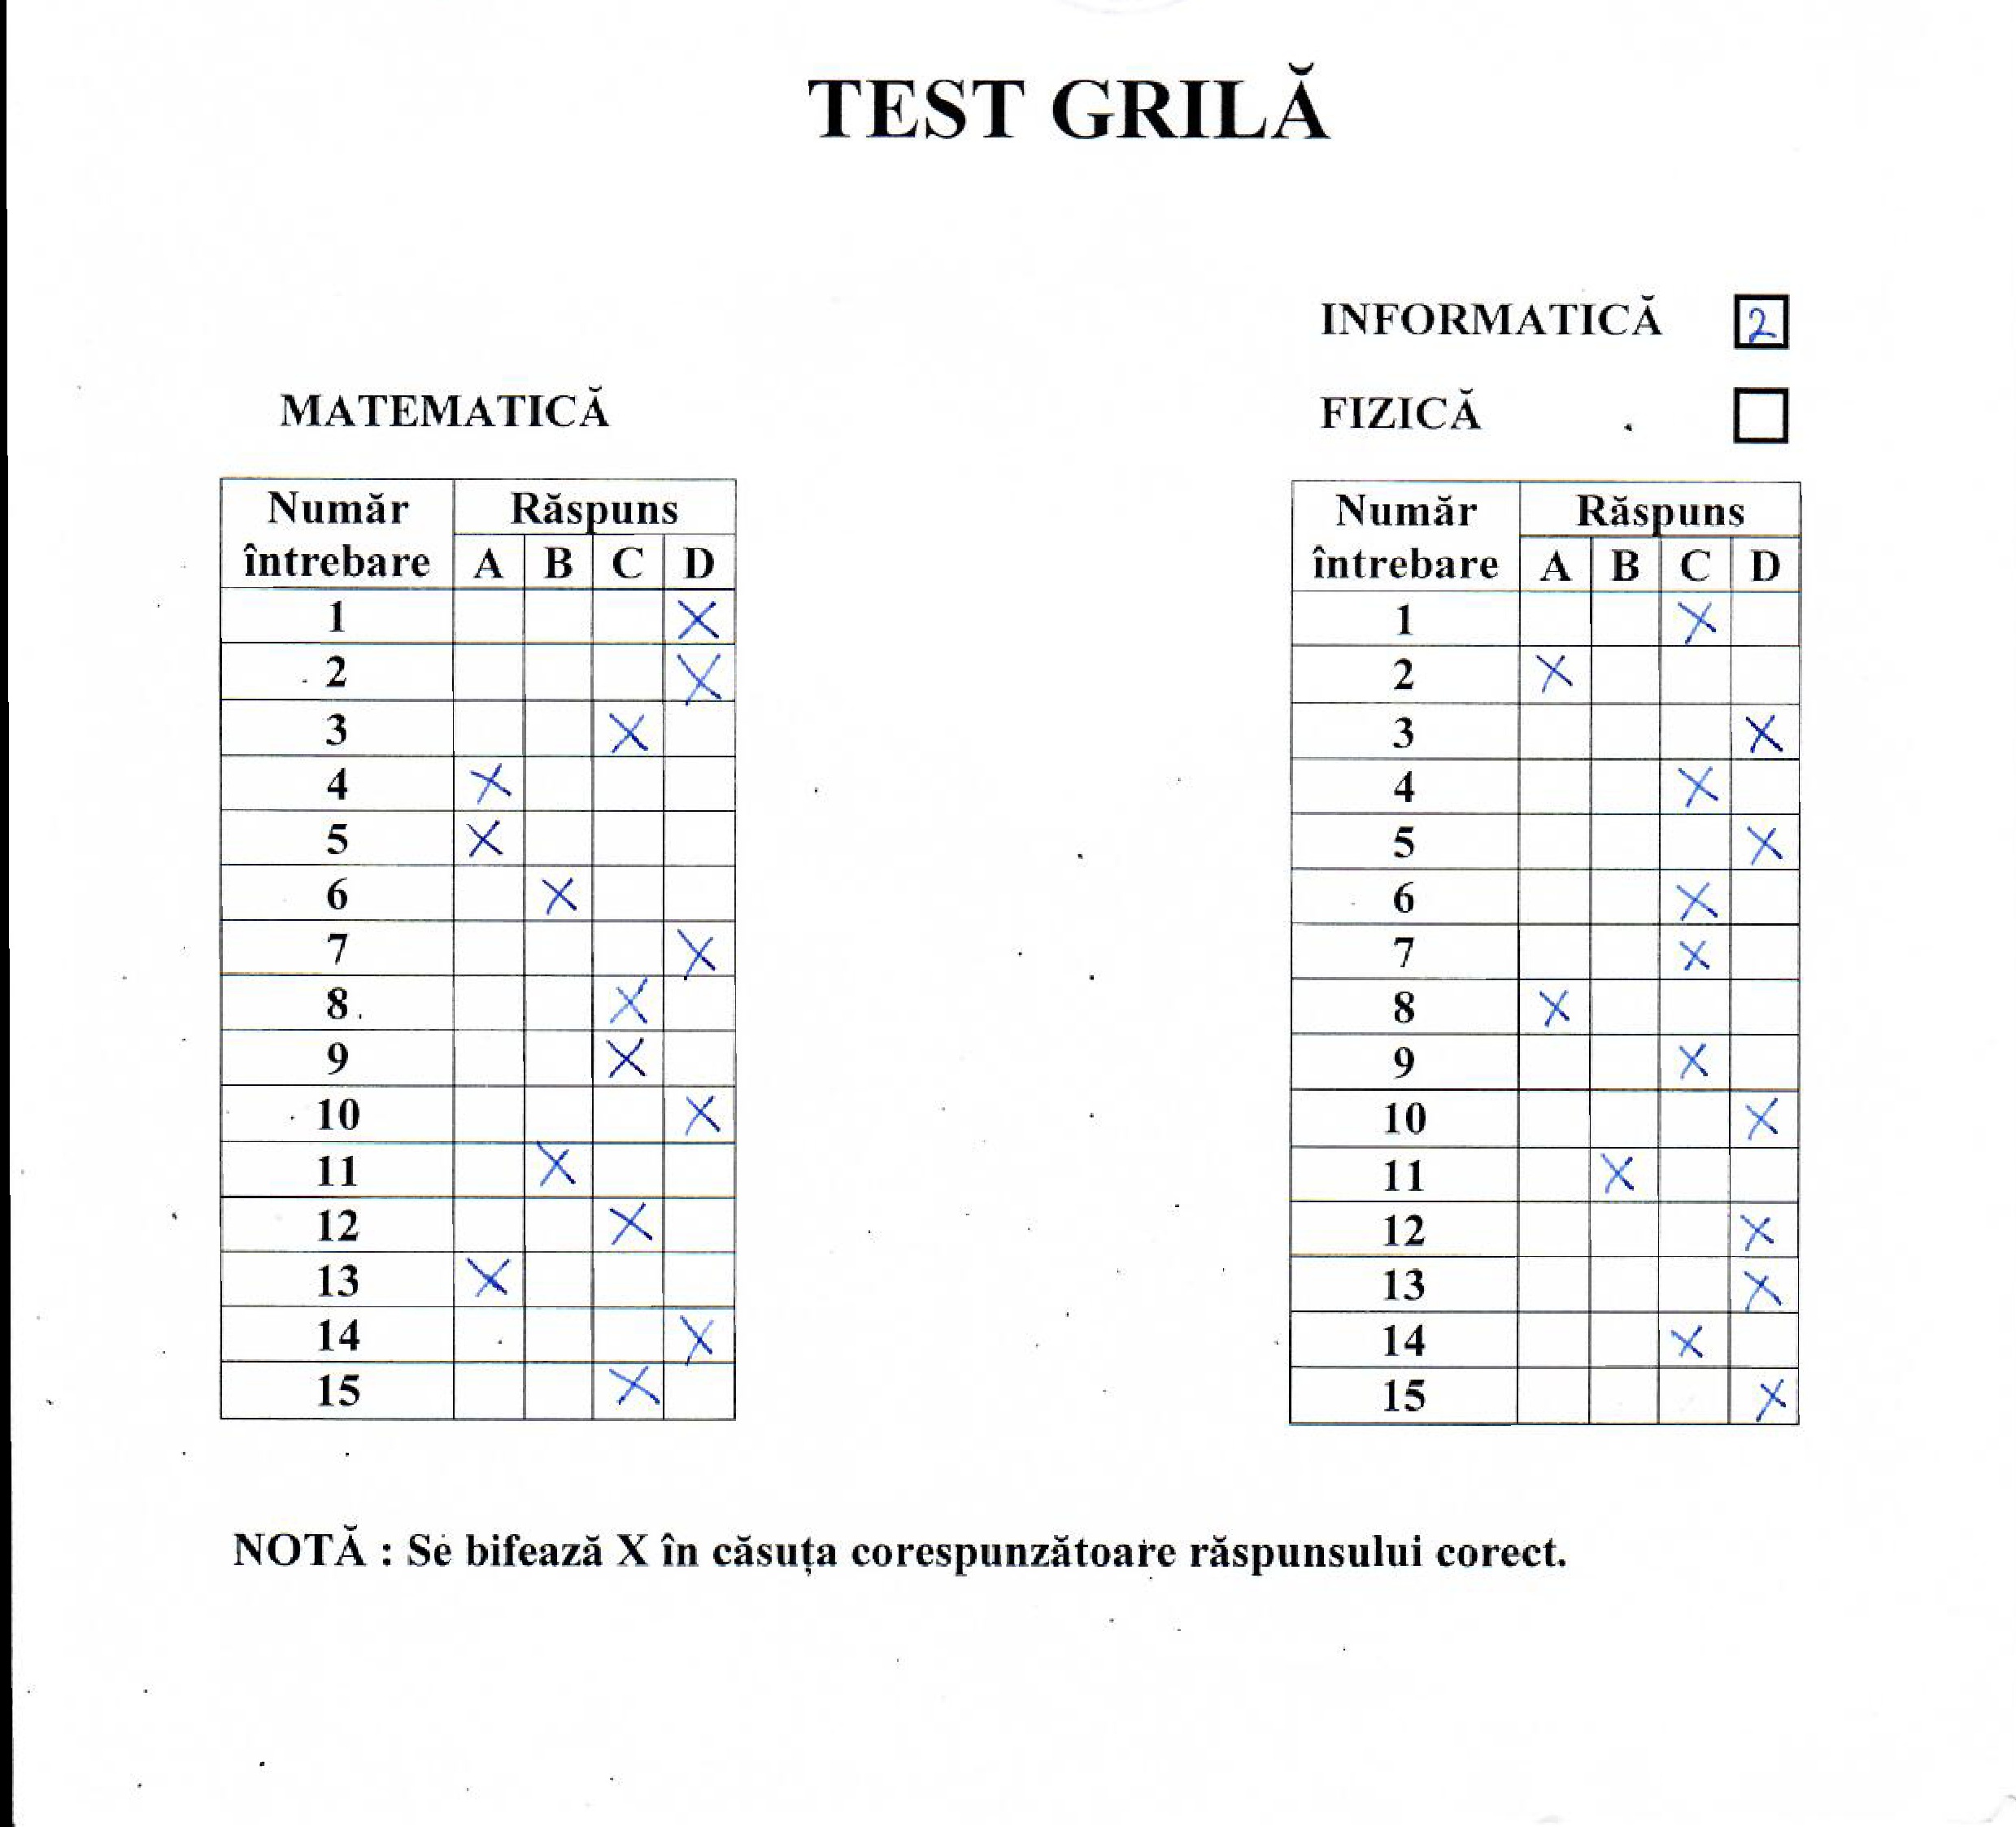 TEST GRILĂ
INFORMATICĂ 2
MATEMATICĂ
FIZICĂ
Număr întrebare Răspuns
A B C D
1 X
2 X
3 X
4 X
5 X
6 X
7 X
8 X
9 X
10 X
11 X
12 X
13 X
14 X
15 X
Număr întrebare Răspuns
A B C D
1 X
2 X
3 X
4 X
5 X
6 X
7 X
8 X
9 X
10 X
11 X
12 X
13 X
14 X
15 X
NOTĂ : Se bifează X în căsuța corespunzătoare răspunsului corect.